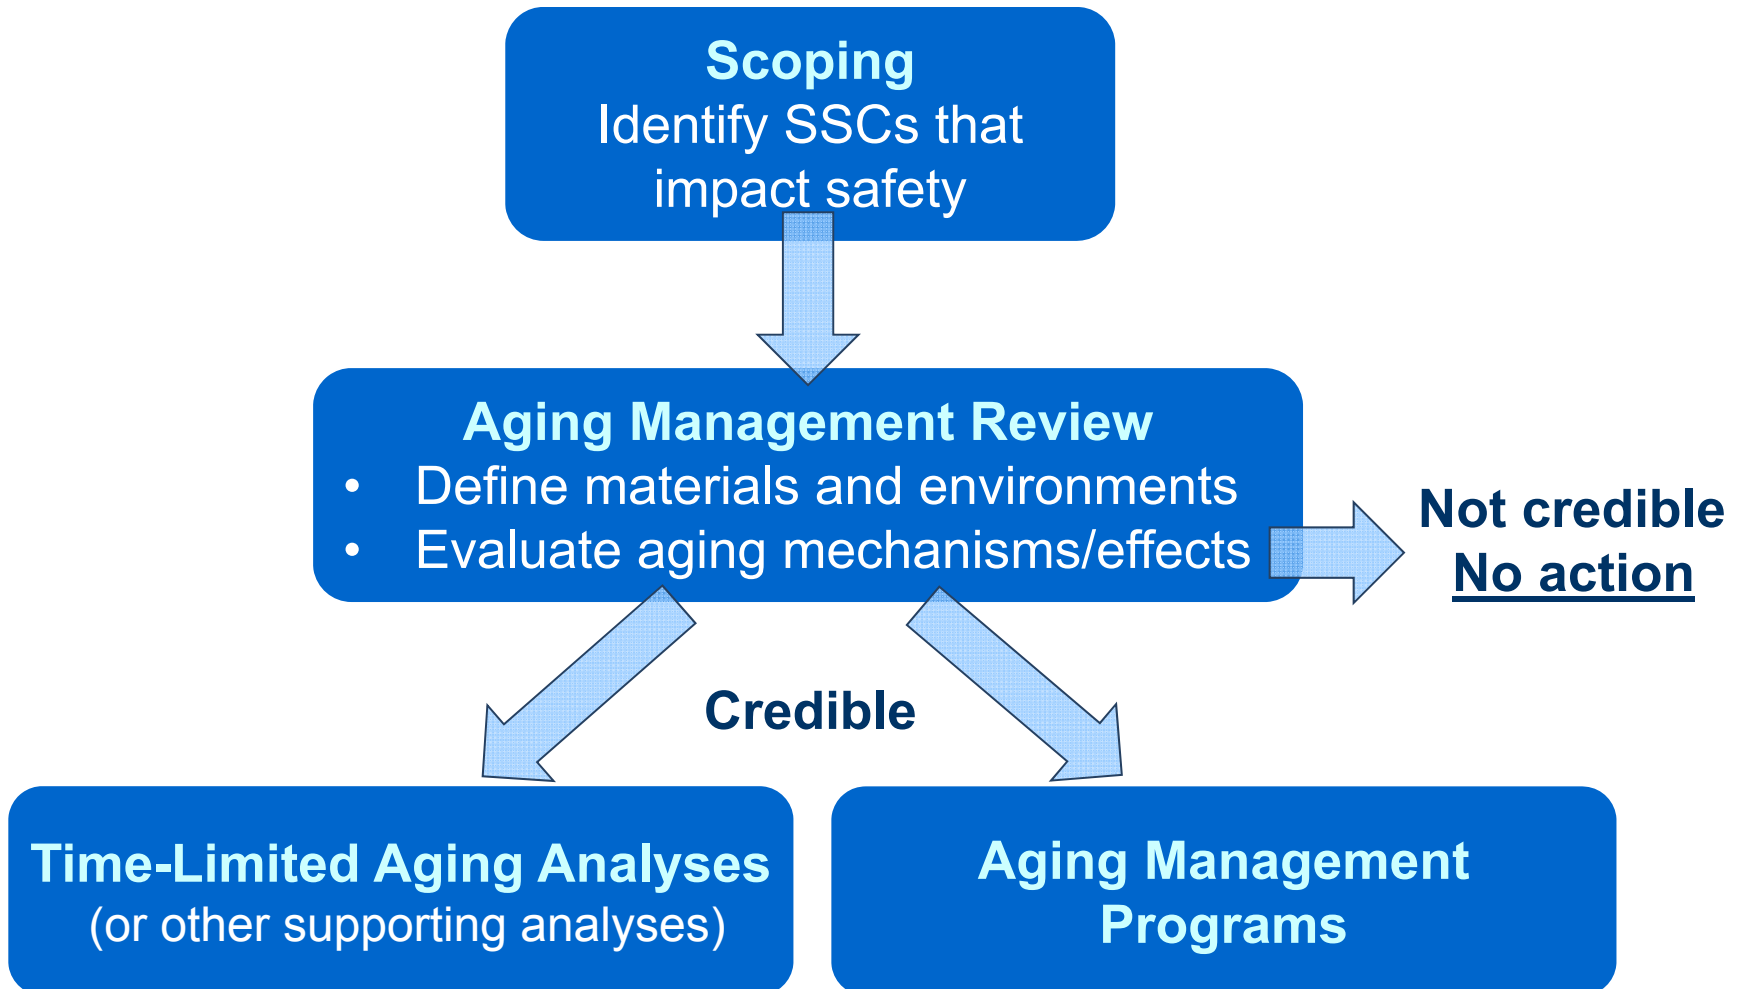 Scoping
Identify SSCs that
impact safety
Aging Management Review
• Define materials and environments
• Evaluate aging mechanisms/effects
Not credible
No action
Credible
Time-Limited Aging Analyses
(or other supporting analyses)
Aging Management
Programs